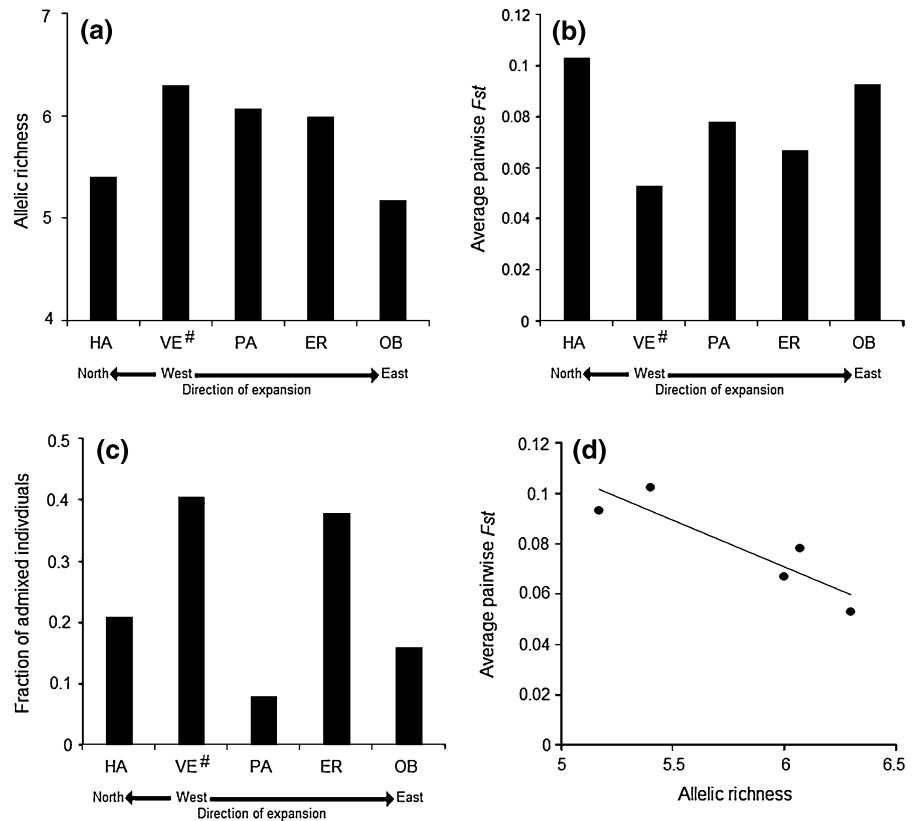 (a)
Allelic richness
7
6
5
4
HA VE# PA ER OB
North West East
Direction of expansion
(b)
Average pairwise Fst
0.12
0.1
0.08
0.06
0.04
0.02
0
HA VE# PA ER OB
North West East
Direction of expansion
(c)
Fraction of admixed indivdiuals
0.5
0.4
0.3
0.2
0.1
0
HA VE# PA ER OB
North West East
Direction of expansion
(d)
Average pairwise Fst
0.12
0.1
0.08
0.06
0.04
0.02
0
5 5.5 6 6.5
Allelic richness